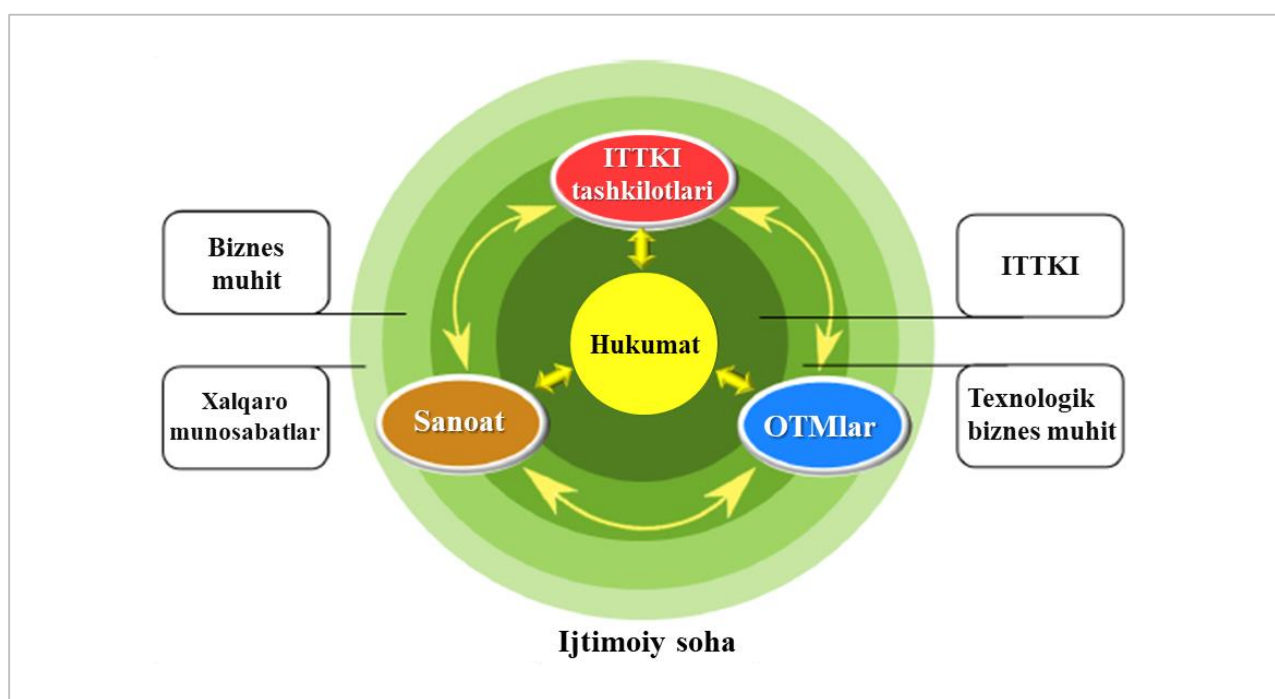 ITTKI
tashkilotlari
Biznes
muhit
ITTKI
Hukumat
Xalqaro
munosabatlar
Sanoat
OTMlar
Texnologik
biznes muhit
Ijtimoiy soha